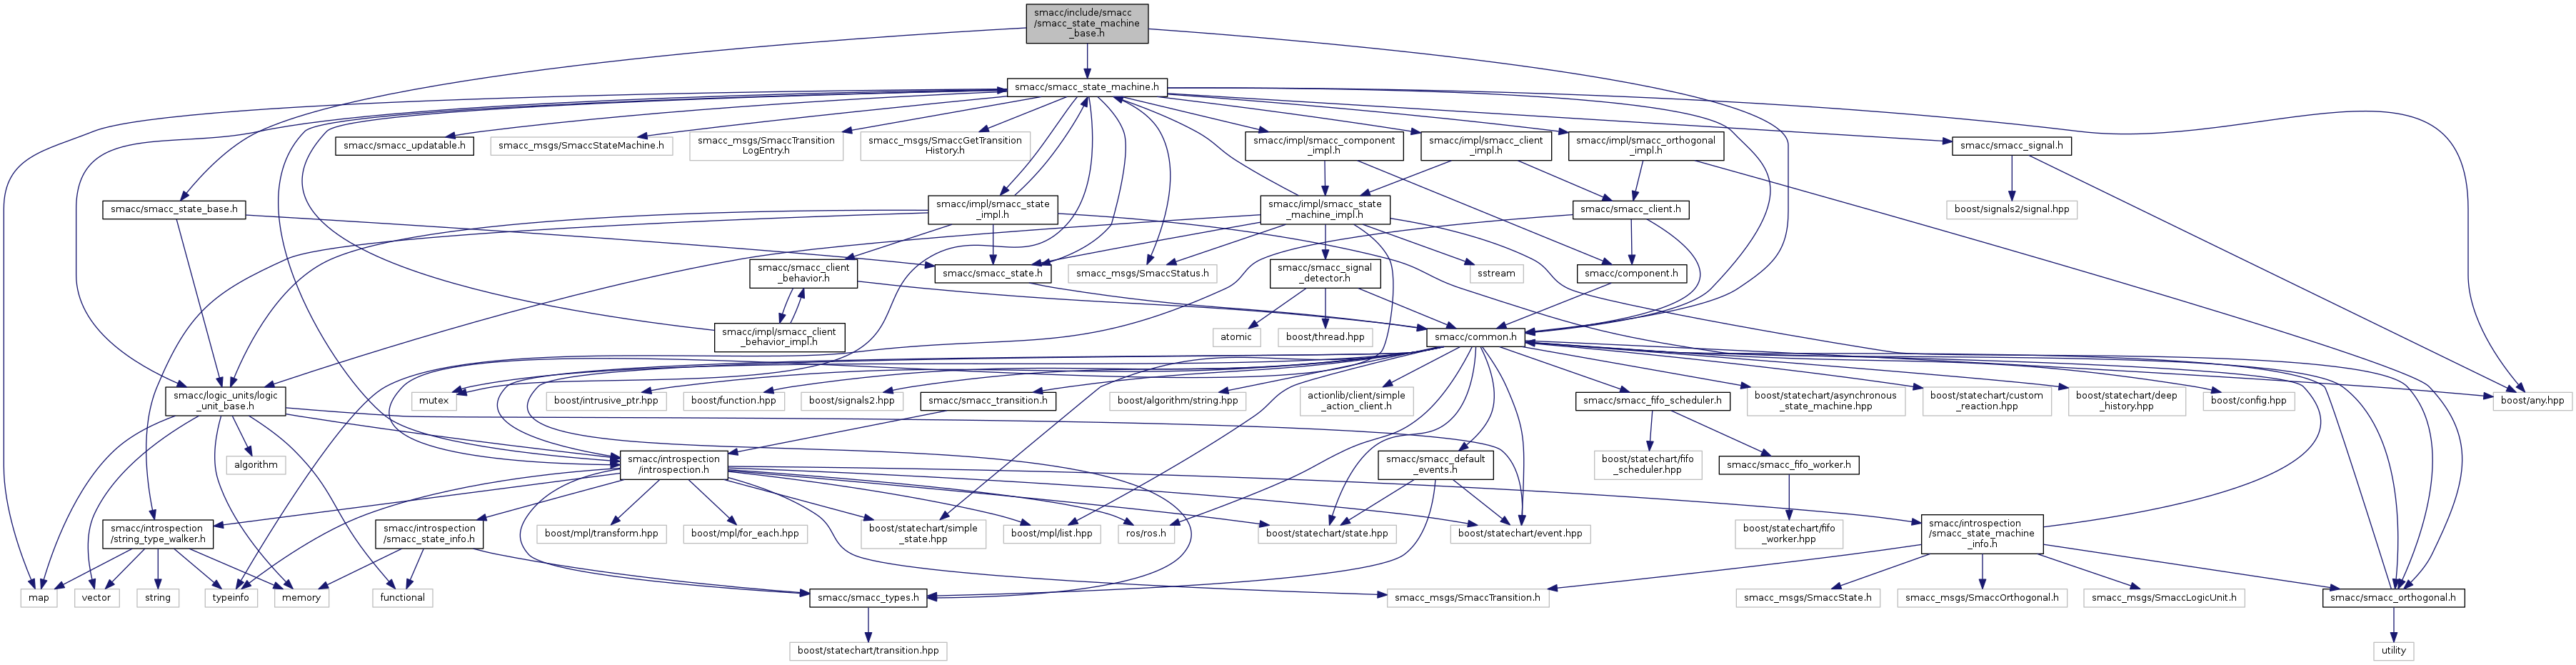 smacc/include/smacc
/smacc_state_machine
_base.h
smacc/smacc_state_machine.h
smacc/smacc_updatable.h
smacc_msgs/SmaccStateMachine.h
smacc_msgs/SmaccTransition
LogEntry.h
smacc_msgs/SmaccGetTransition
History.h
smacc/impl/smacc_component
_impl.h
smacc/impl/smacc_client
_impl.h
smacc/impl/smacc_orthogonal
_impl.h
smacc/smacc_signal.h
smacc/smacc_state_base.h
smacc/impl/smacc_state
_impl.h
smacc/impl/smacc_state
_machine_impl.h
smacc/smacc_client.h
boost/signals2/signal.hpp
smacc/smacc_client
_behavior.h
smacc/smacc_state.h
smacc_msgs/SmaccStatus.h
smacc/smacc_signal
_detector.h
sstream
smacc/component.h
smacc/impl/smacc_client
_behavior_impl.h
atomic
boost/thread.hpp
smacc/common.h
smacc/logic_units/logic
_unit_base.h
mutex
boost/intrusive_ptr.hpp
boost/function.hpp
boost/signals2.hpp
smacc/smacc_transition.h
boost/algorithm/string.hpp
actionlib/client/simple
_action_client.h
smacc/smacc_fifo_scheduler.h
boost/statechart/asynchronous
_state_machine.hpp
boost/statechart/custom
_reaction.hpp
boost/statechart/deep
_history.hpp
boost/config.hpp
boost/any.hpp
algorithm
smacc/introspection
/introspection.h
smacc/smacc_default
_events.h
boost/statechart/fifo
_scheduler.hpp
smacc/smacc_fifo_worker.h
smacc/introspection
/string_type_walker.h
smacc/introspection
/smacc_state_info.h
boost/mpl/transform.hpp
boost/mpl/for_each.hpp
boost/statechart/simple
_state.hpp
boost/mpl/list.hpp
ros/ros.h
boost/statechart/state.hpp
boost/statechart/event.hpp
boost/statechart/fifo
_worker.hpp
smacc/introspection
/smacc_state_machine
_info.h
map
vector
string
typeinfo
memory
functional
smacc/smacc_types.h
smacc_msgs/SmaccTransition.h
smacc_msgs/SmaccState.h
smacc_msgs/SmaccOrthogonal.h
smacc_msgs/SmaccLogicUnit.h
smacc/smacc_orthogonal.h
boost/statechart/transition.hpp
utility